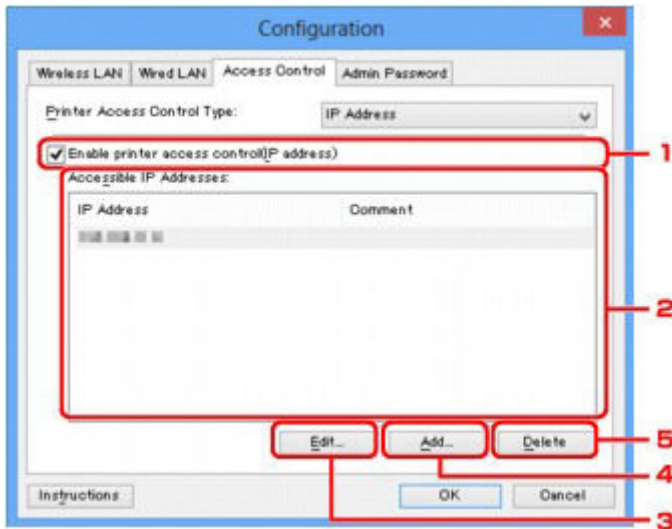 Configuration
Wireless LAN Wired LAN Access Control Admin Password
Printer Access Control Type: IP Address
Enable printer access control(IP address) 1
Accessible IP Addresses:
IP Address Comment
2
Edit... Add... Delete 5
4
Instructions OK Cancel
3